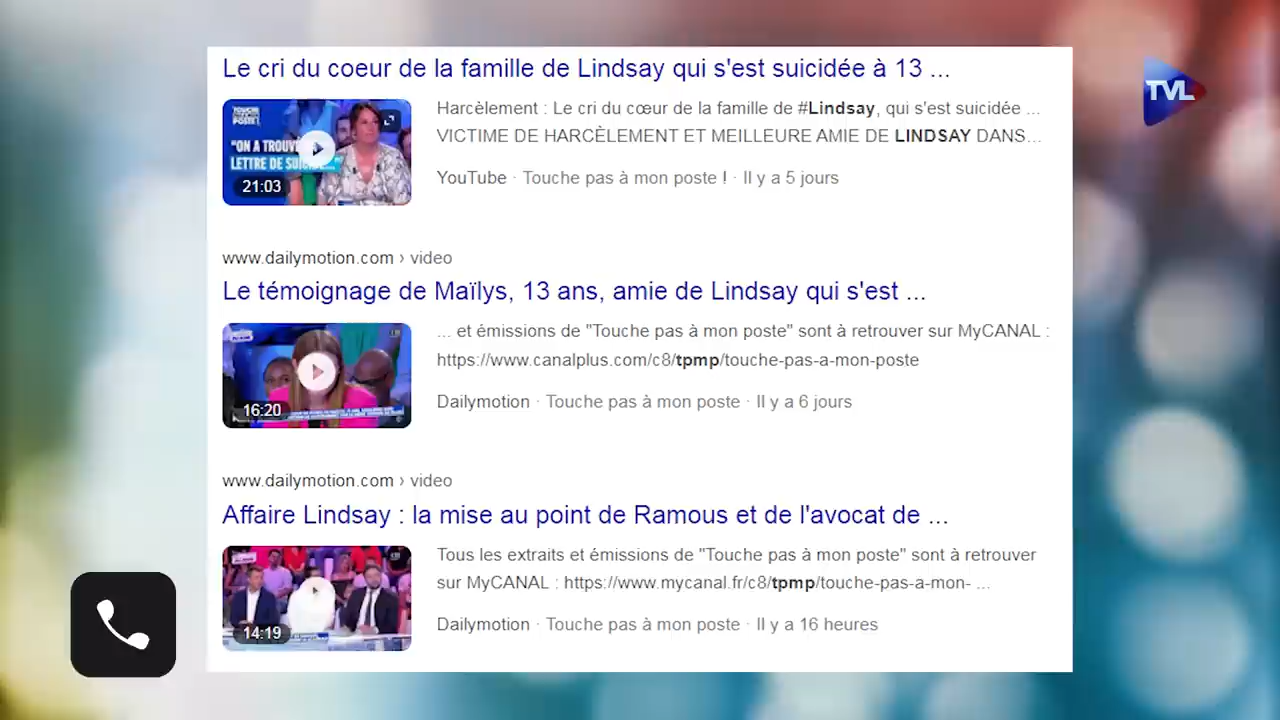 TVL
Le cri du coeur de la famille de Lindsay qui s'est suicidée à 13 ...
TOUCHE
POSTE!
"ON A TROUVÉ
LETTRE DE SUICIDE..."
21:03
Harcèlement : Le cri du cœur de la famille de #Lindsay, qui s'est suicidée ...
VICTIME DE HARCÈLEMENT ET MEILLEURE AMIE DE LINDSAY DANS...
YouTube · Touche pas à mon poste ! · Il y a 5 jours
www.dailymotion.com › video
Le témoignage de Maïlys, 13 ans, amie de Lindsay qui s'est ...
16:20
... et émissions de "Touche pas à mon poste" sont à retrouver sur MyCANAL :
https://www.canalplus.com/c8/tpmp/touche-pas-a-mon-poste
Dailymotion · Touche pas à mon poste · Il y a 6 jours
www.dailymotion.com › video
Affaire Lindsay : la mise au point de Ramous et de l'avocat de ...
14:19
Tous les extraits et émissions de "Touche pas à mon poste" sont à retrouver
sur MyCANAL : https://www.mycanal.fr/c8/tpmp/touche-pas-a-mon- ...
Dailymotion · Touche pas à mon poste · Il y a 16 heures